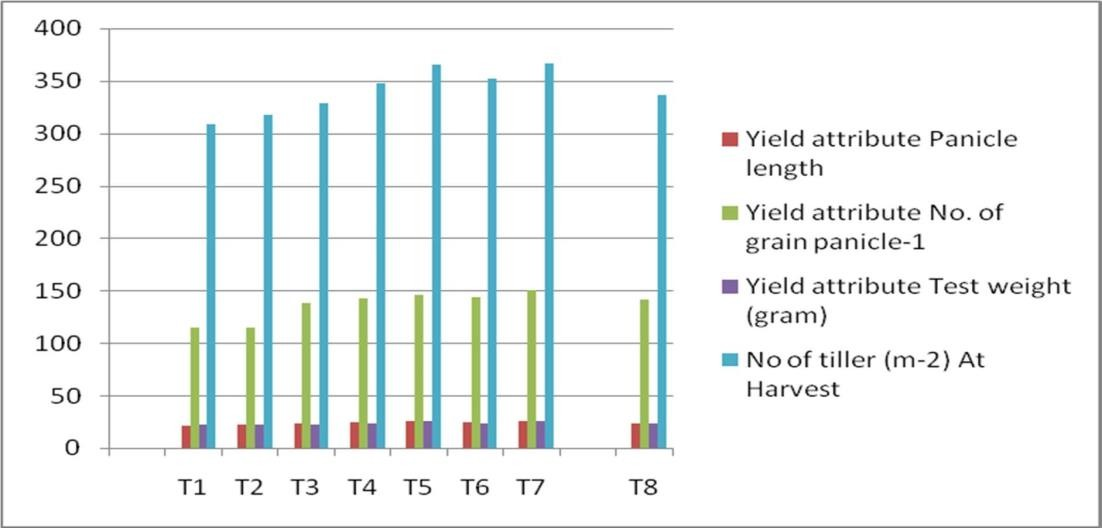 400
350
300
250
200
150
100
50
0
T1 T2 T3 T4 T5 T6 T7 T8
Yield attribute Panicle
length
Yield attribute No. of
grain panicle-1
Yield attribute Test weight
(gram)
No of tiller (m-2) At
Harvest